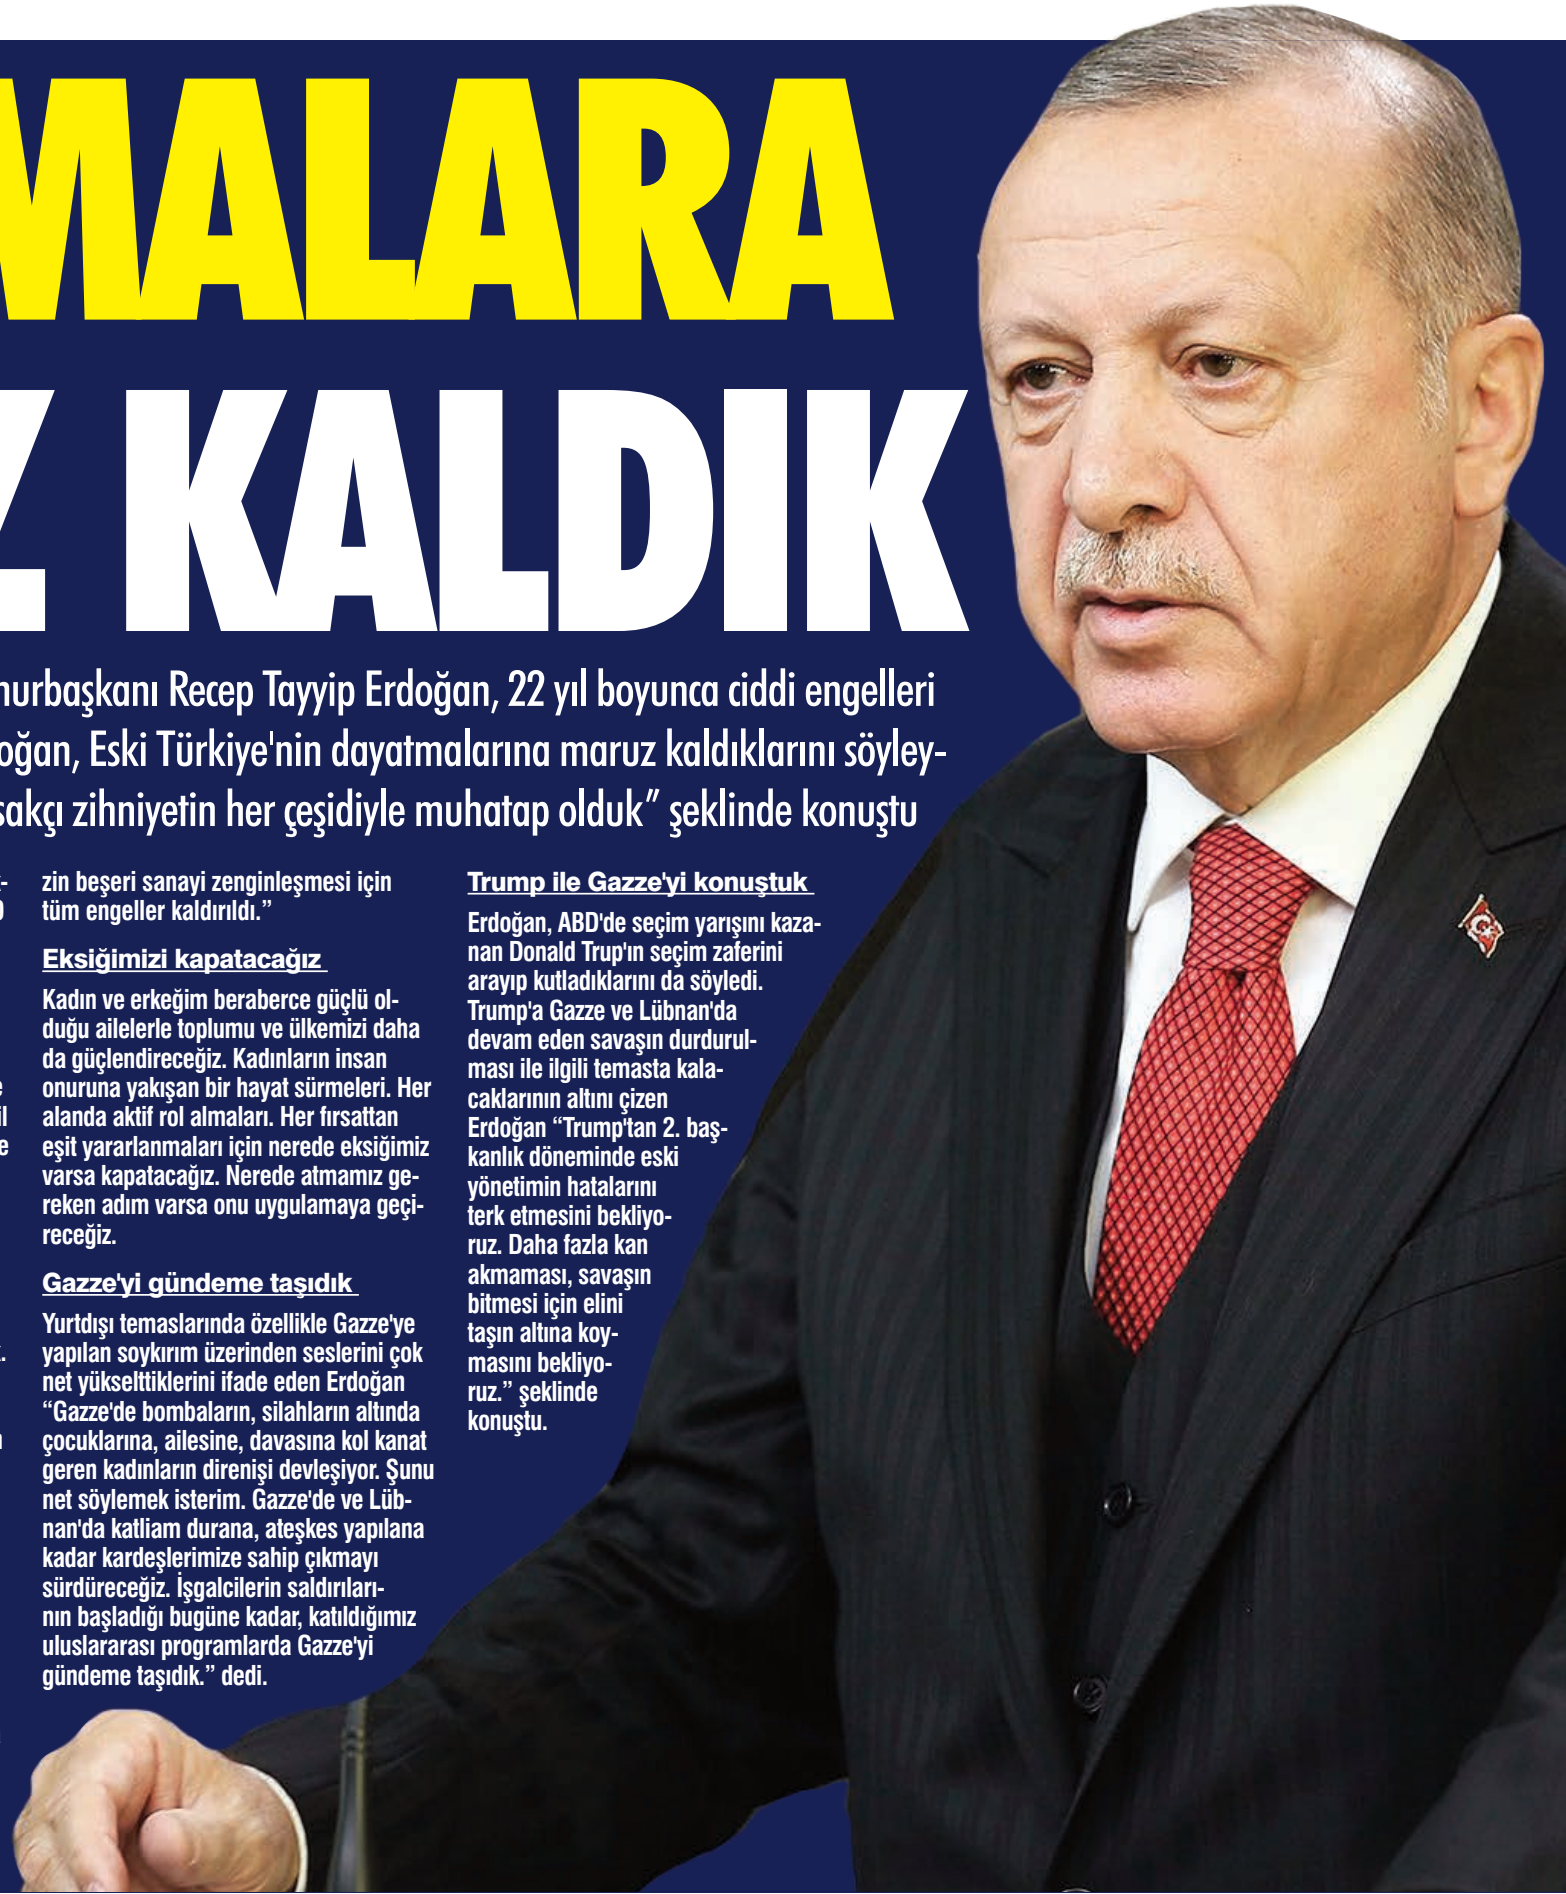 MALARA
Z KALDIK
nurbaşkanı Recep Tayyip Erdoğan, 22 yıl boyunca ciddi engelleri
oğan, Eski Türkiye'nin dayatmalarına maruz kaldıklarını söyley-
sakçı zihniyetin her çeşidiyle muhatap olduk” şeklinde konuştu
zin beşeri sanayi zenginleşmesi için
tüm engeller kaldırıldı.”
Eksiğimizi kapatacağız
Kadın ve erkeğim beraberce güçlü ol-
duğu ailelerle toplumu ve ülkemizi daha
da güçlendireceğiz. Kadınların insan
onuruna yakışan bir hayat sürmeleri. Her
alanda aktif rol almaları. Her fırsattan
eşit yararlanmaları için nerede eksiğimiz
varsa kapatacağız. Nerede atmamız ge-
reken adım varsa onu uygulamaya geçi-
receğiz.
Gazze'yi gündeme taşıdık
Yurtdışı temaslarında özellikle Gazze'ye
yapılan soykırım üzerinden seslerini çok
net yükselttiklerini ifade eden Erdoğan
“Gazze'de bombaların, silahların altında
çocuklarına, ailesine, davasına kol kanat
geren kadınların direnişi devleşiyor. Şunu
net söylemek isterim. Gazze'de ve Lüb-
nan'da katliam durana, ateşkes yapılana
kadar kardeşlerimize sahip çıkmayı
sürdüreceğiz. İşgalcilerin saldırıları-
nın başladığı bugüne kadar, katıldığımız
uluslararası programlarda Gazze'yi
gündeme taşıdık.” dedi.
Trump ile Gazze'yi konuştuk
Erdoğan, ABD'de seçim yarışını kaza-
nan Donald Trup'ın seçim zaferini
arayıp kutladıklarını da söyledi.
Trump'a Gazze ve Lübnan'da
devam eden savaşın durdurul-
ması ile ilgili temasta kala-
caklarının altını çizen
Erdoğan “Trump'tan 2. baş-
kanlık döneminde eski
yönetimin hatalarını
terk etmesini bekliyo-
ruz. Daha fazla kan
akmaması, savaşın
bitmesi için elini
taşın altına koy-
masını bekliyo-
ruz.” şeklinde
konuştu.